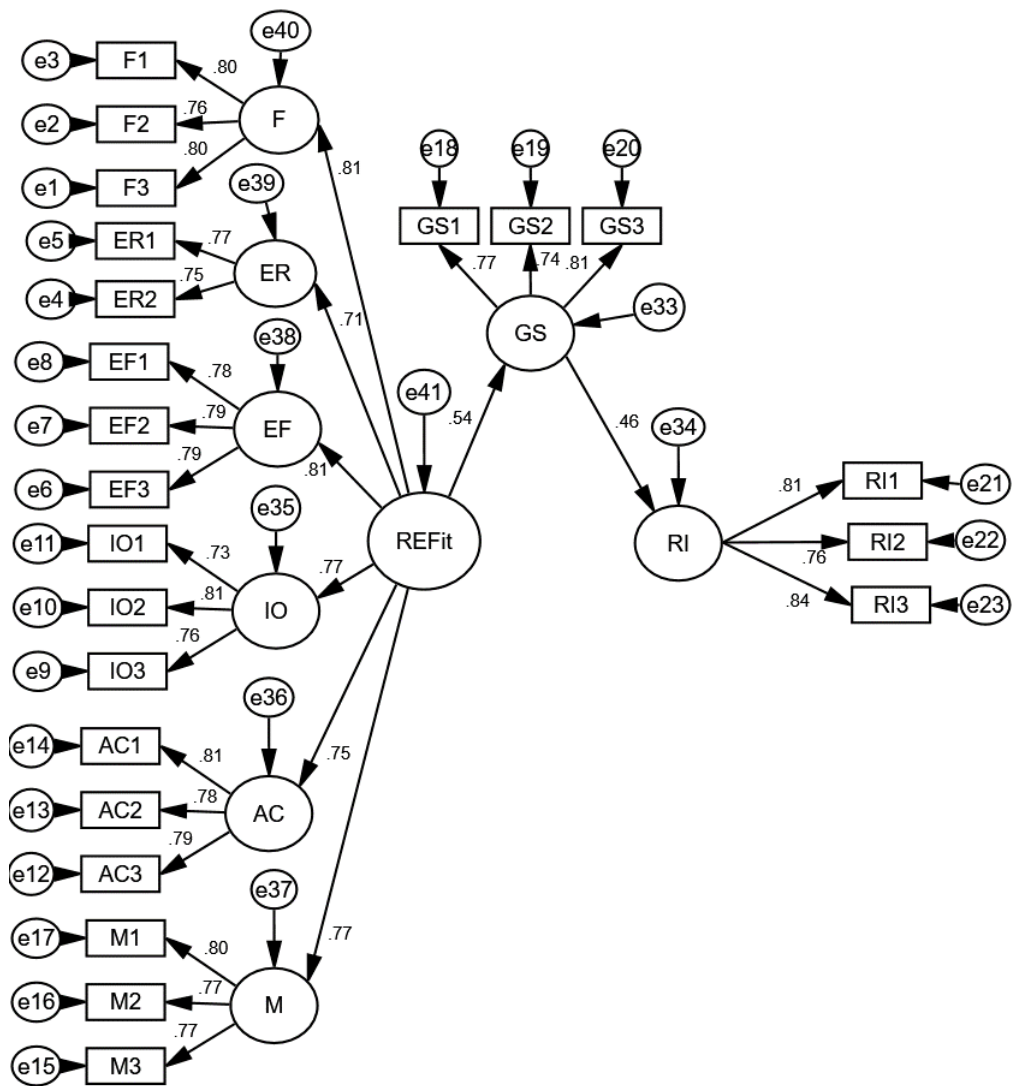 e40
e3
F1
.80
e2
F2
.76
F
e1
F3
.80
.81
e18
e19
e20
e39
GS1
GS2
GS3
e5
ER1
.77
ER
.77
.74
.81
e4
ER2
.75
.71
GS
e33
e38
e8
EF1
.78
e41
.54
.46
e34
e7
EF2
.79
EF
e6
EF3
.79
.81
.81
RI1
e21
e35
REFit
RI
.76
RI2
e22
e11
IO1
.73
.77
.84
RI3
e23
e10
IO2
.81
IO
e9
IO3
.76
e36
e14
AC1
.81
.75
e13
AC2
.78
AC
e12
AC3
.79
e37
e17
M1
.80
.77
e16
M2
.77
M
e15
M3
.77